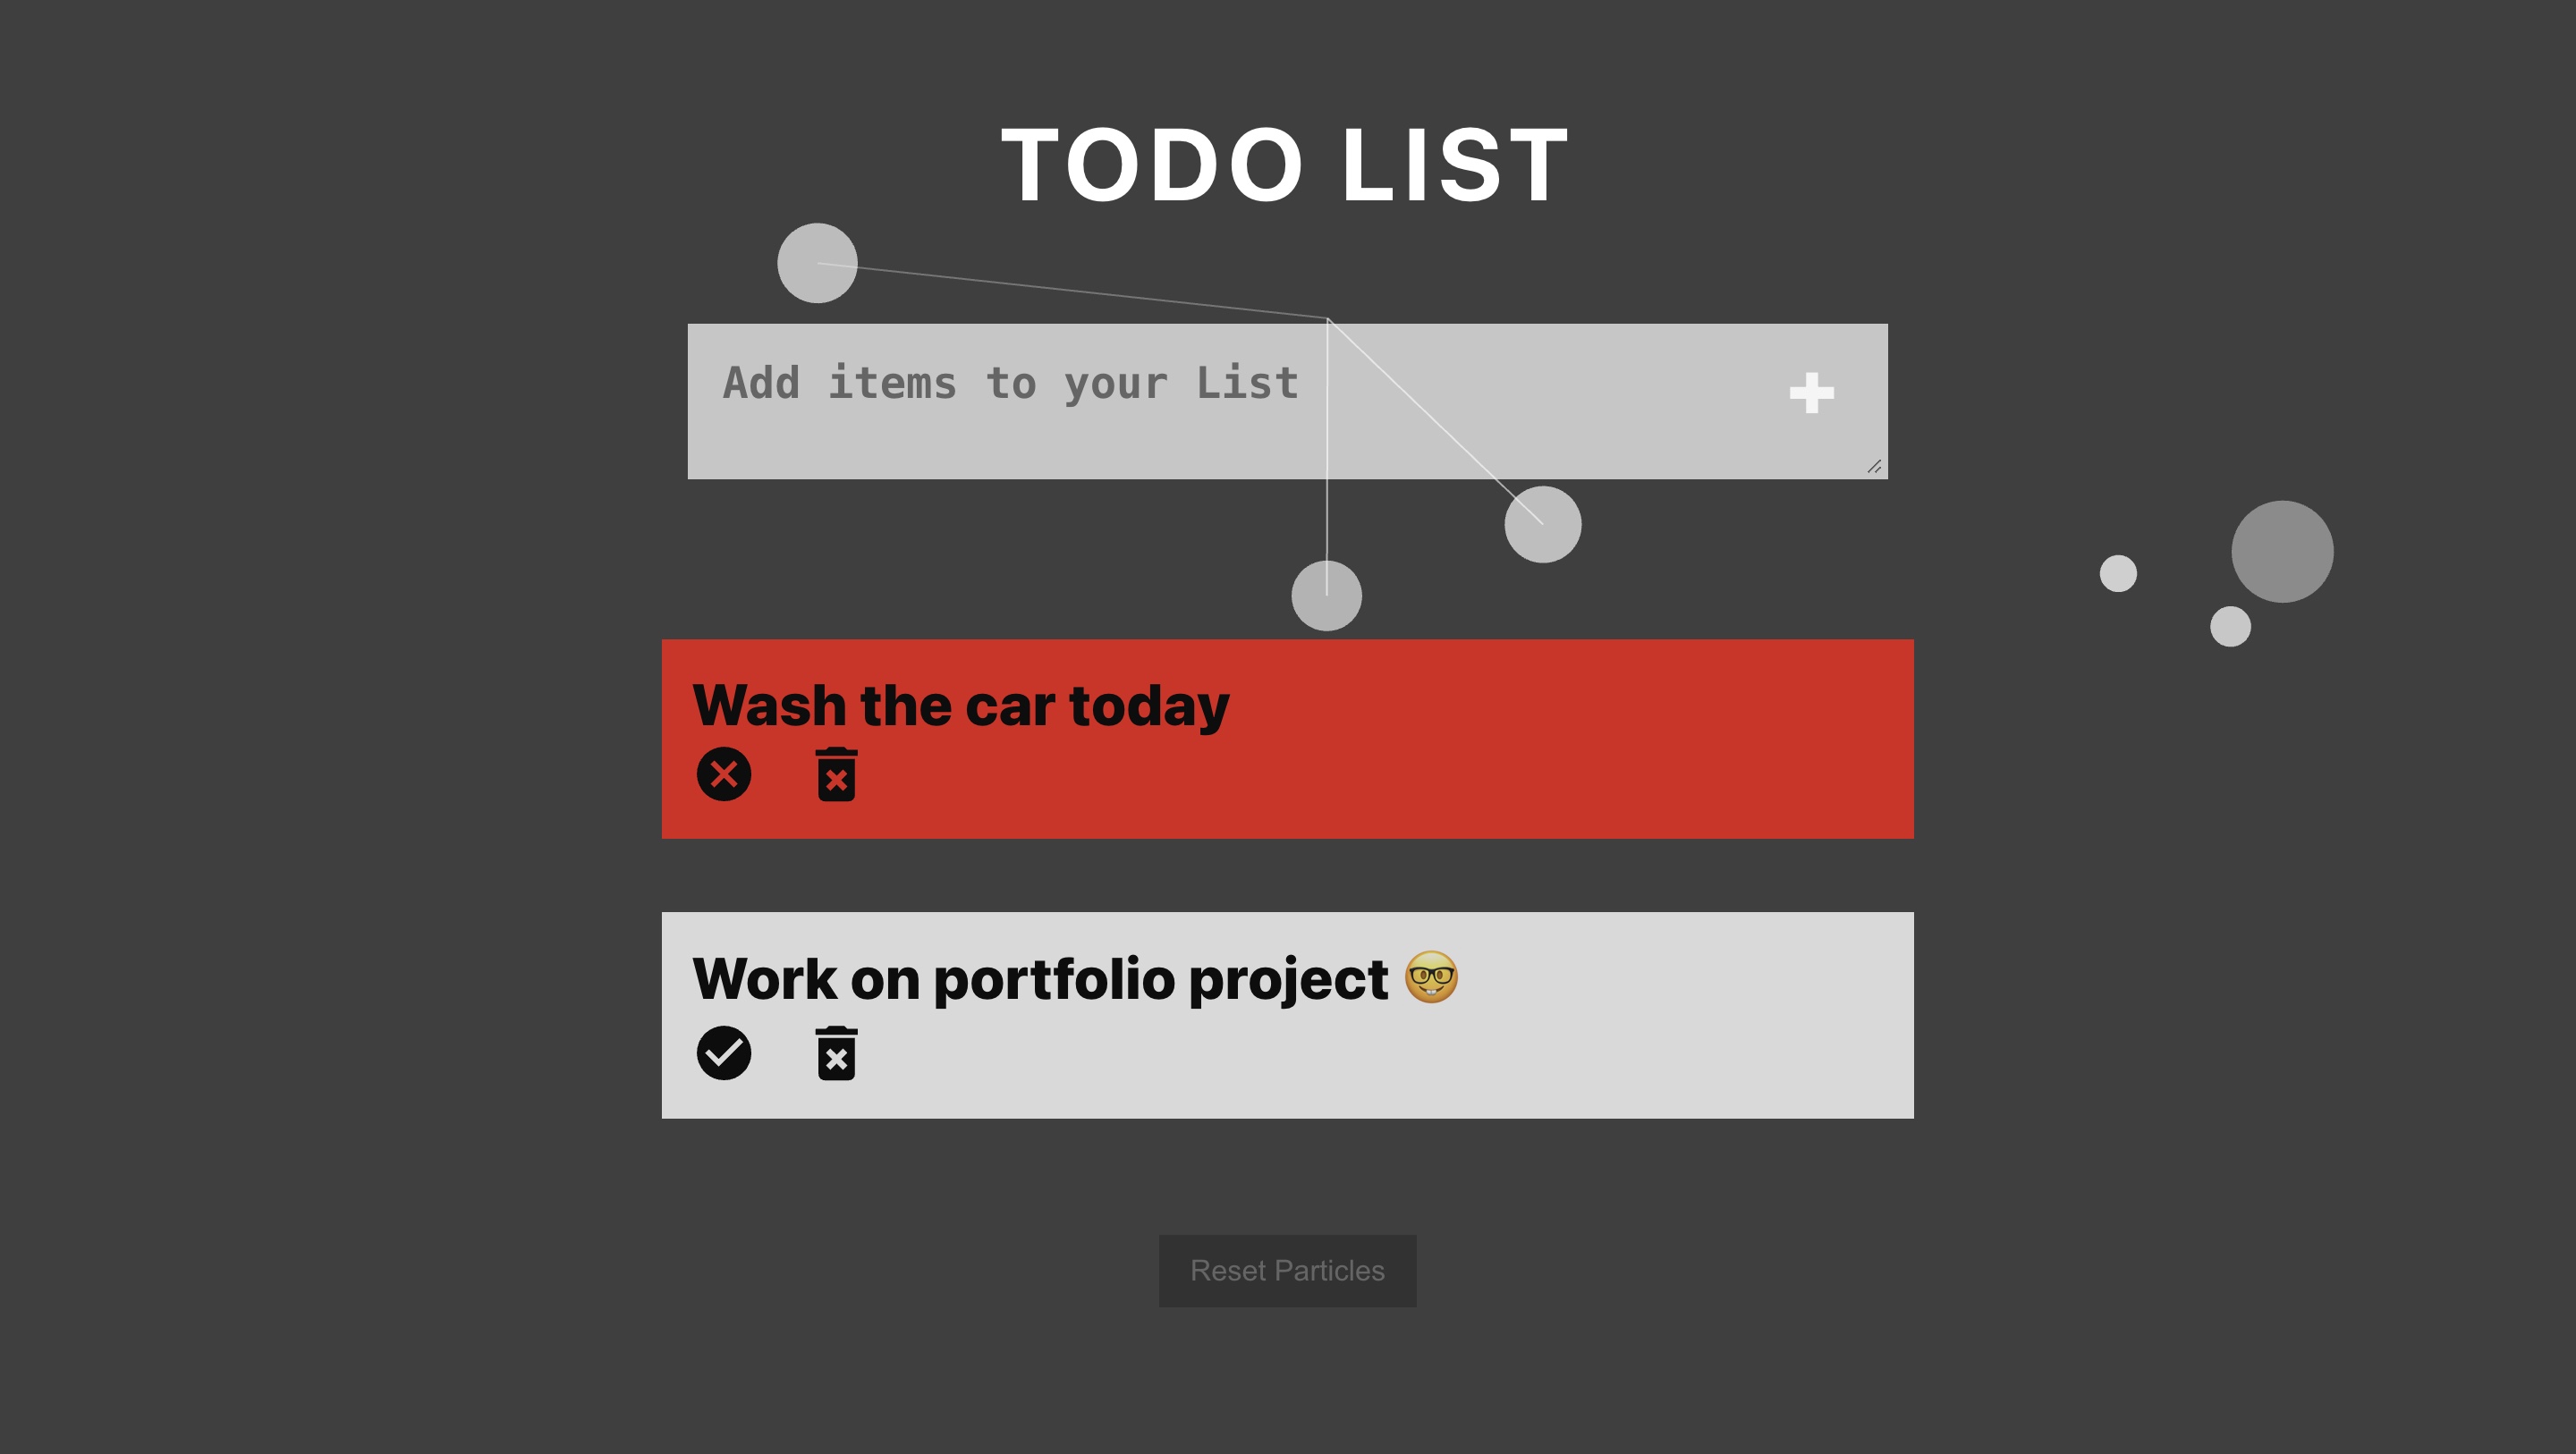 TODO LIST
Add items to your List
Wash the car today
Work on portfolio project 🤓
Reset Particles